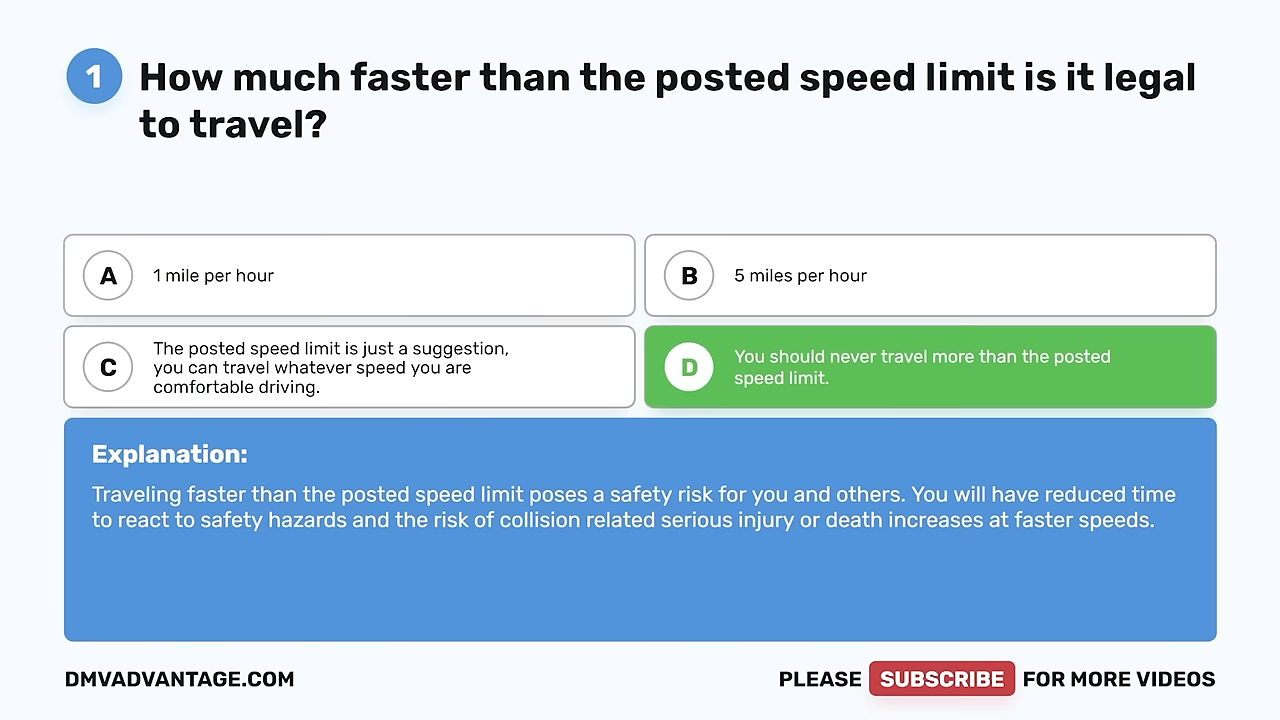 1
How much faster than the posted speed limit is it legal
to travel?
A
1 mile per hour
B
5 miles per hour
C
The posted speed limit is just a suggestion,
you can travel whatever speed you are
comfortable driving.
D
You should never travel more than the posted
speed limit.
Explanation:
Traveling faster than the posted speed limit poses a safety risk for you and others. You will have reduced time
to react to safety hazards and the risk of collision related serious injury or death increases at faster speeds.
DMVADVANTAGE.COM
PLEASE SUBSCRIBE FOR MORE VIDEOS